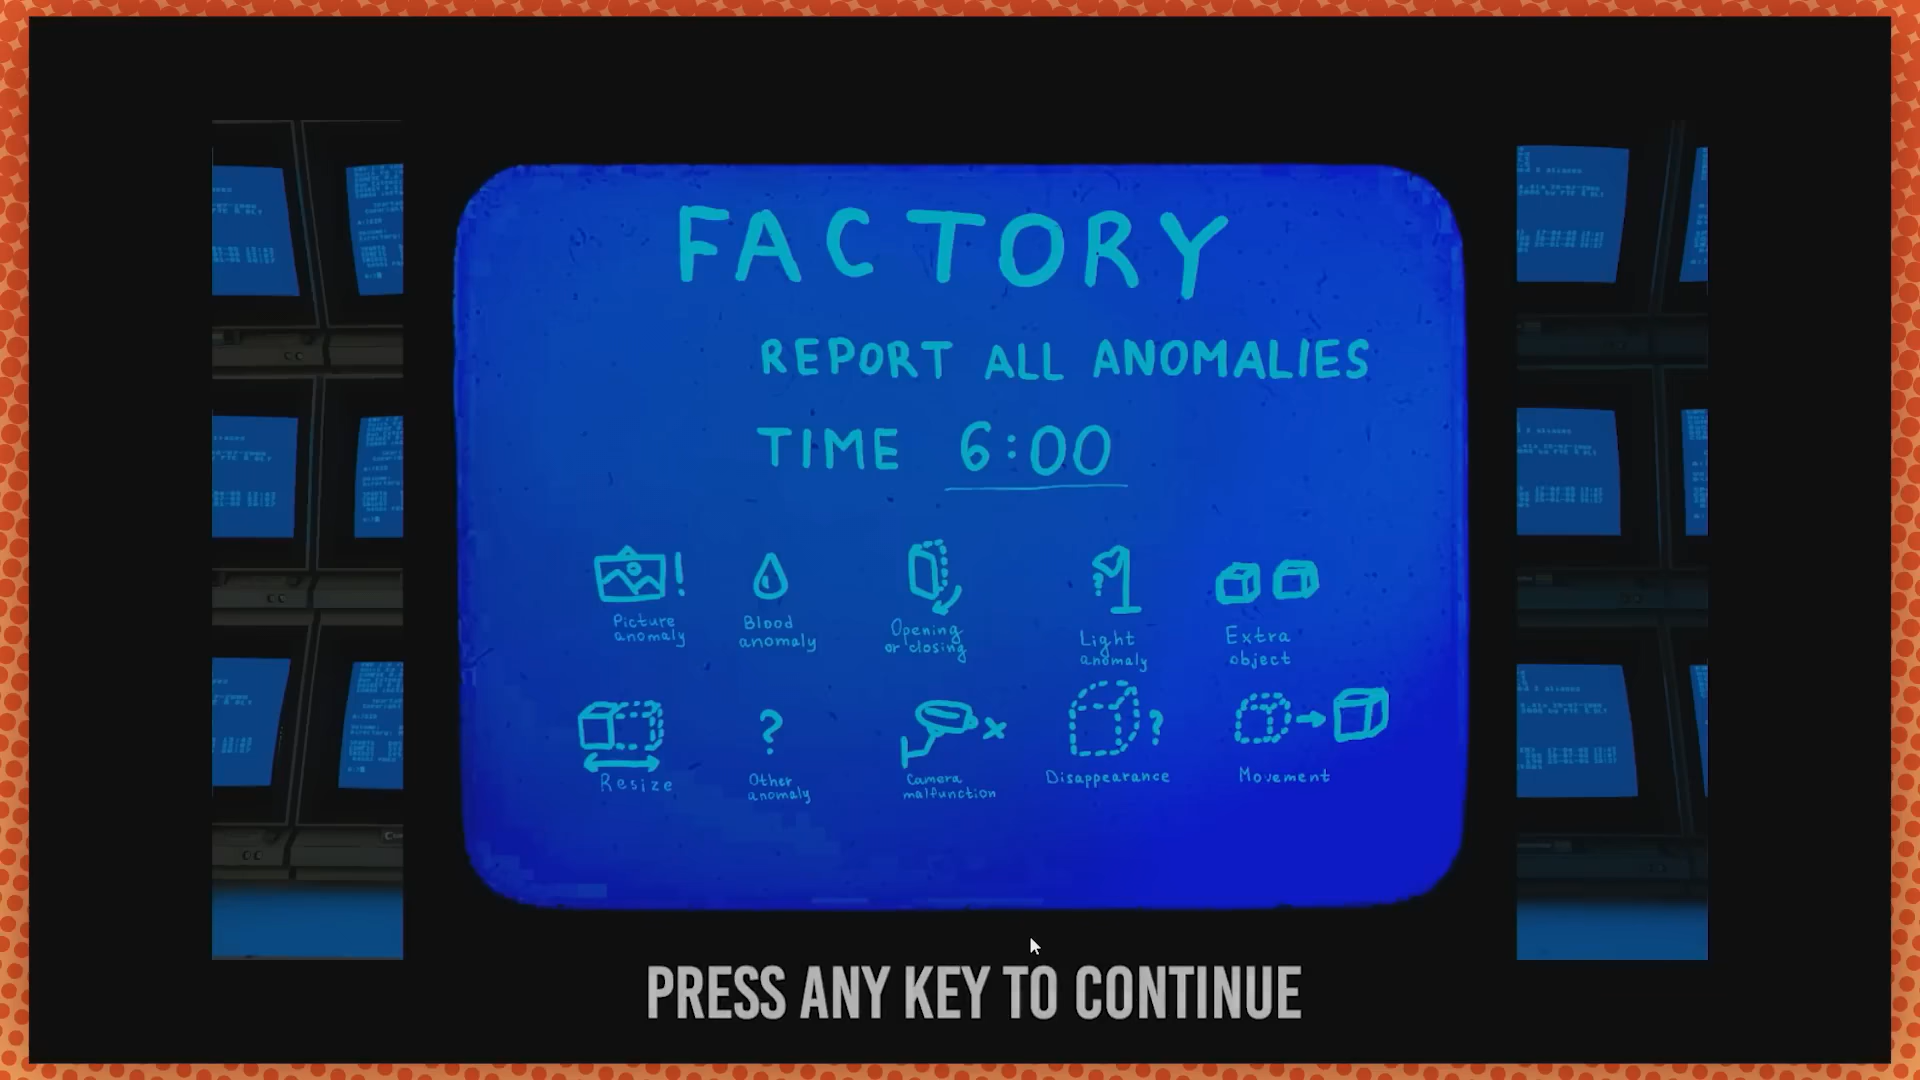 FACTORY
REPORT ALL ANOMALIES
TIME 6:00
Picture anomaly
Blood anomaly
Opening or closing
Light anomaly
Extra object
Resize
Other anomaly
Camera malfunction
Disappearance
Movement
PRESS ANY KEY TO CONTINUE